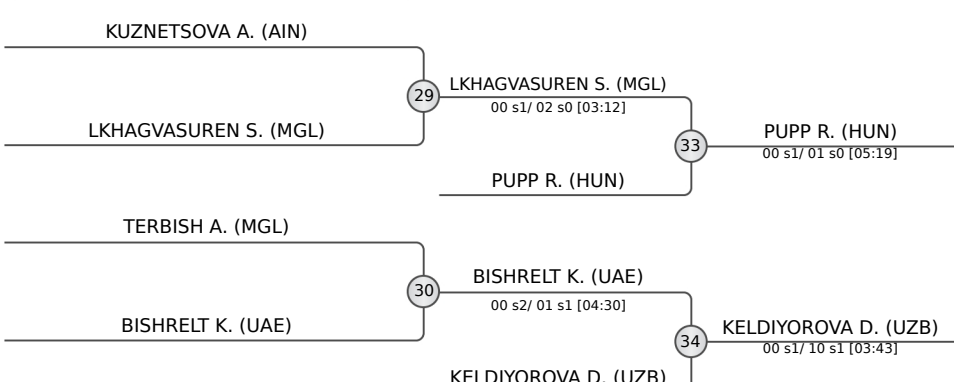 KUZNETSOVA A. (AIN)
29
LKHAGVASUREN S. (MGL)
00 s1/ 02 s0 [03:12]
LKHAGVASUREN S. (MGL)
33
PUPP R. (HUN)
00 s1/ 01 s0 [05:19]
PUPP R. (HUN)
TERBISH A. (MGL)
30
BISHRELT K. (UAE)
00 s2/ 01 s1 [04:30]
BISHRELT K. (UAE)
34
KELDIYOROVA D. (UZB)
00 s1/ 10 s1 [03:43]
KELDIYOROVA D. (UZB)